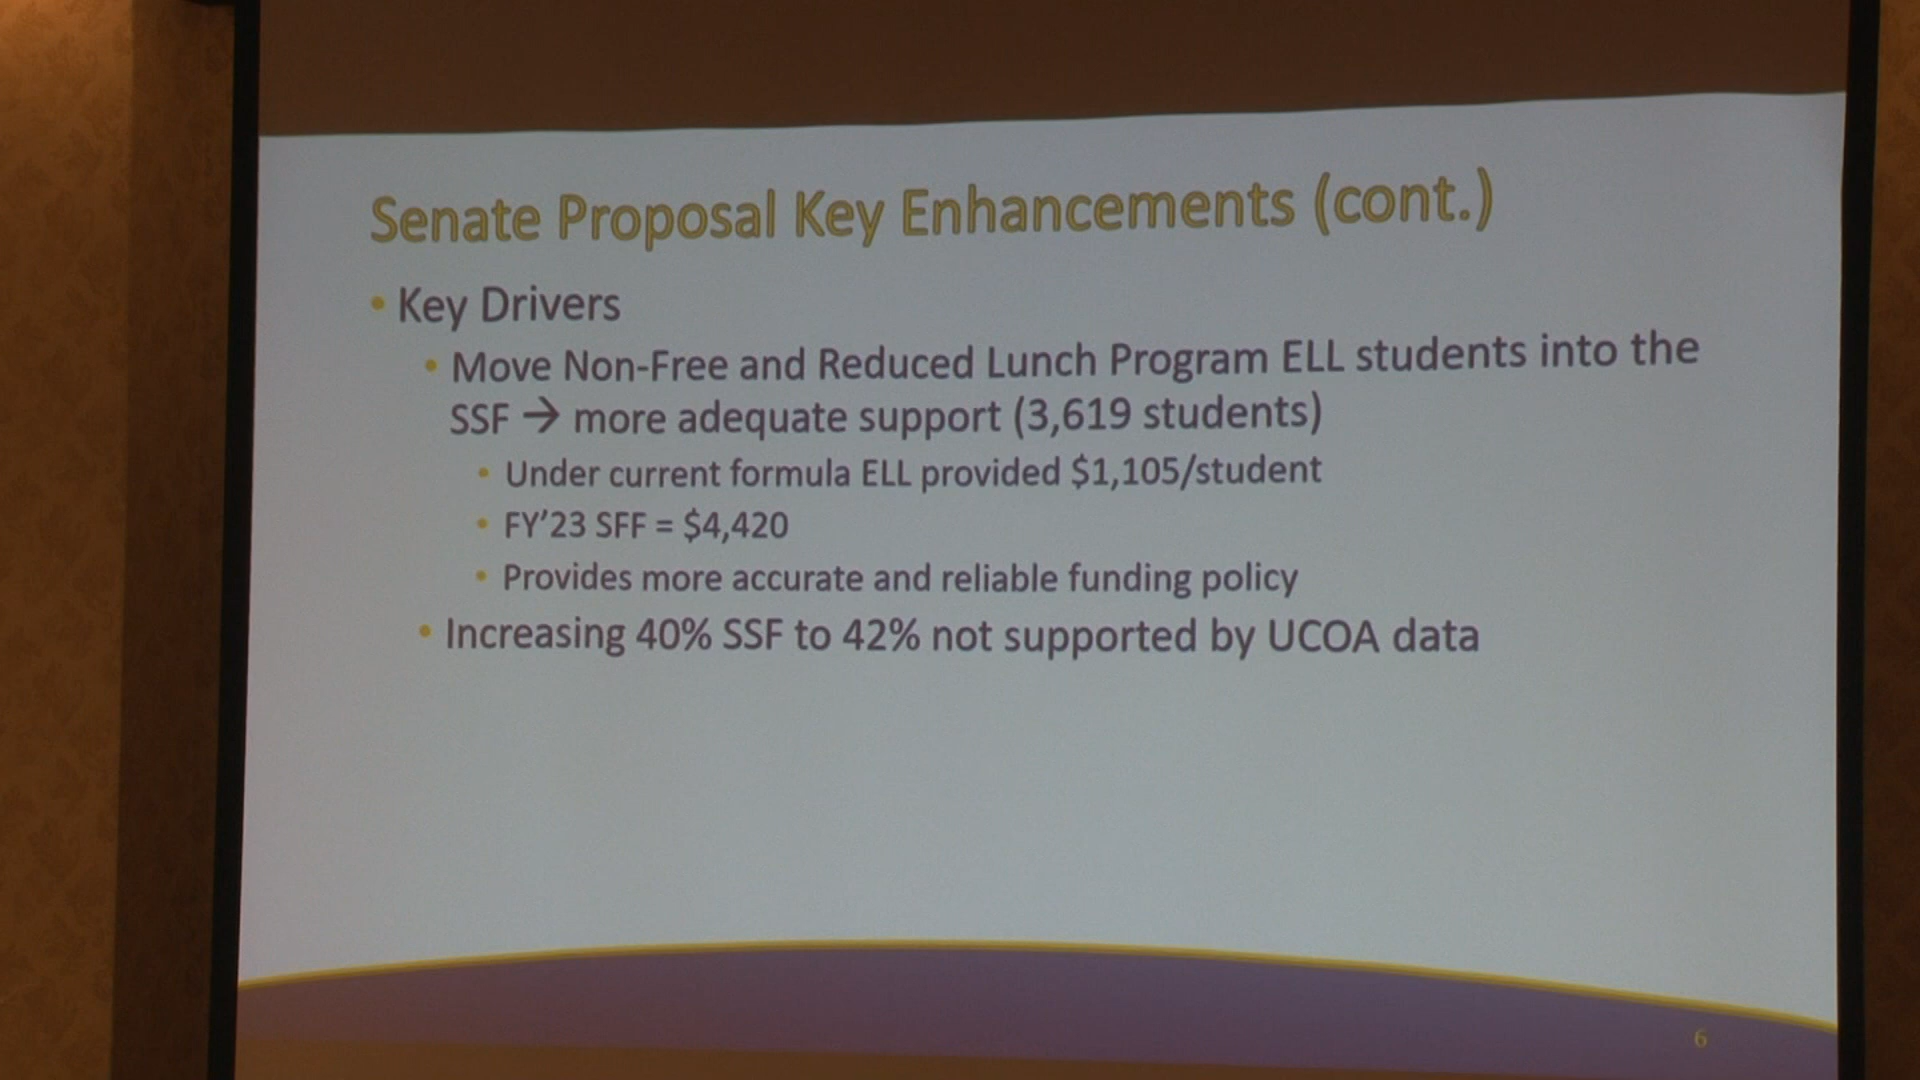 Senate Proposal Key Enhancements (cont.)
• Key Drivers
• Move Non-Free and Reduced Lunch Program ELL students into the
SSF → more adequate support (3,619 students)
• Under current formula ELL provided $1,105/student
• FY'23 SFF = $4,420
• Provides more accurate and reliable funding policy
• Increasing 40% SSF to 42% not supported by UCOA data
6